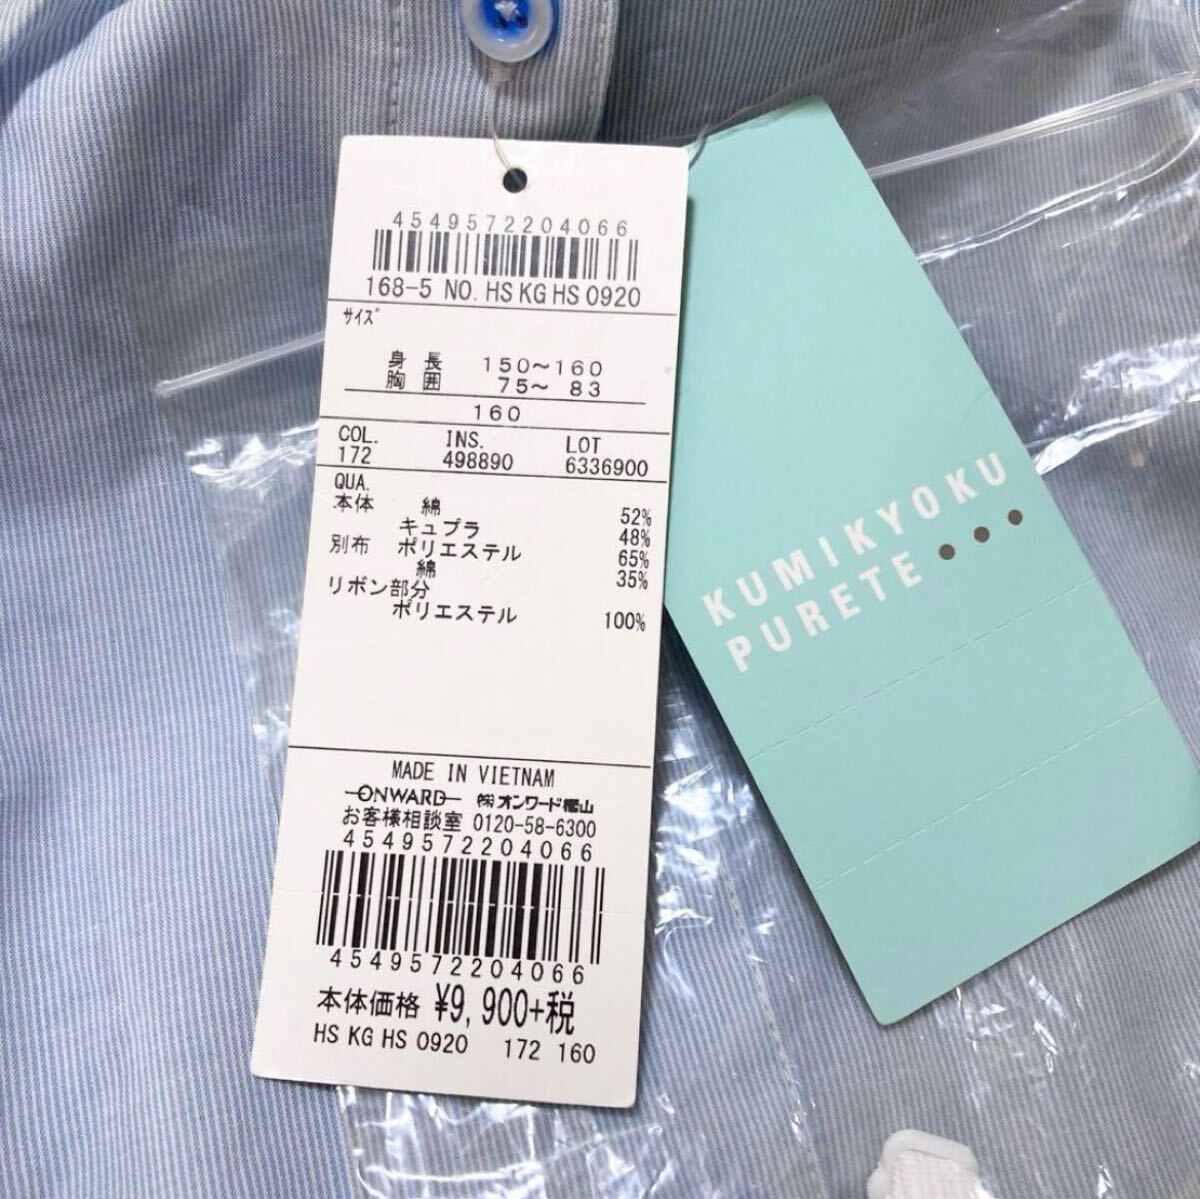 4549572204066
168-5 NO. HS KG HS 0920
サイズ
身 長 150〜160
胸 囲 75〜 83
160
COL. INS. LOT
172 498890 6336900
QUA.
本体 綿 52%
キュプラ 48%
別布 ポリエステル 65%
綿 35%
リボン部分
ポリエステル 100%
MADE IN VIETNAM
ONWARD ㈱オンワード樫山
お客様相談室 0120-58-6300
4549572204066
4549572204066
本体価格 ¥9,900+税
HS KG HS 0920 172 160
KUMIKYOKU
PURETE●●●